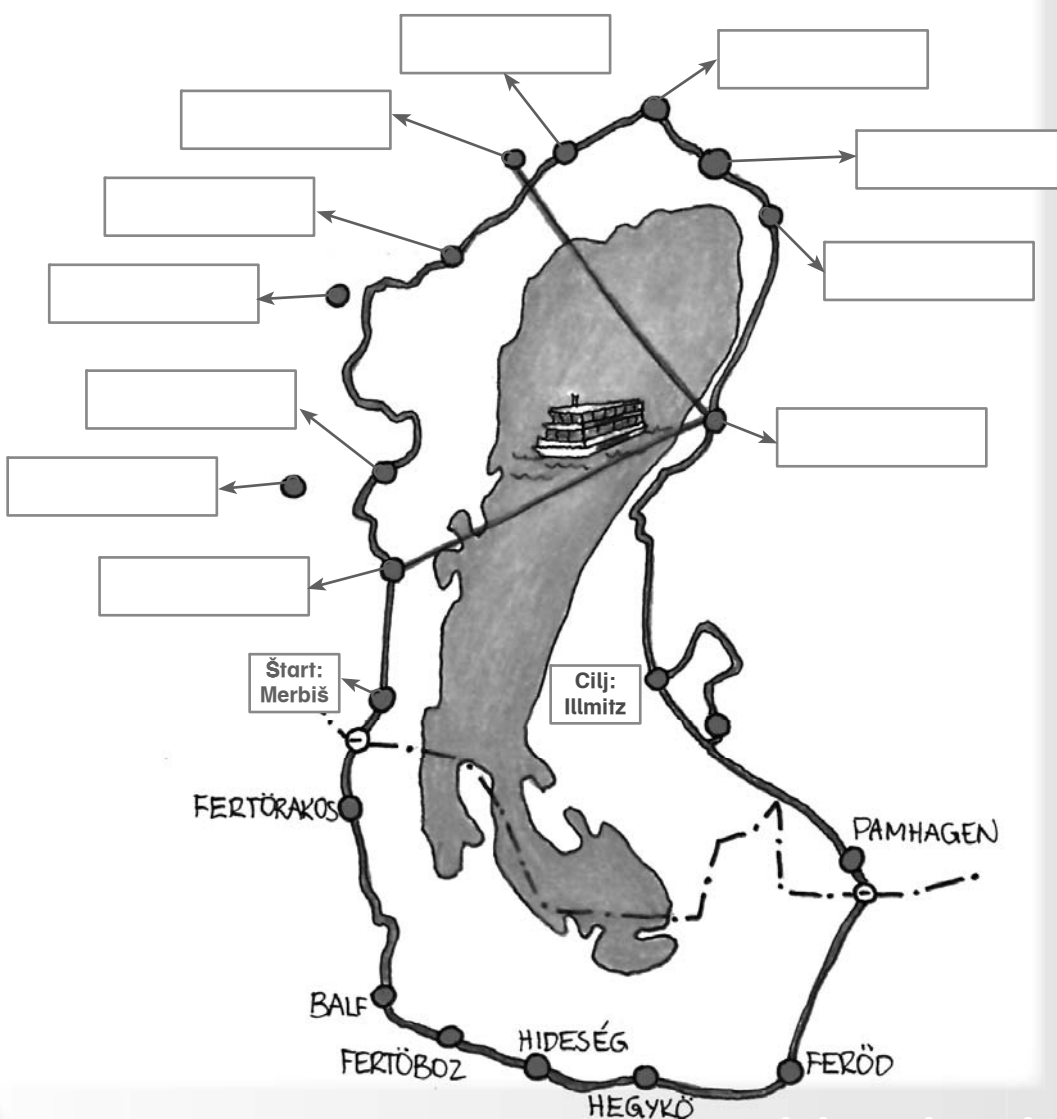 Štart:
Merbiš
Cilj:
Illmitz
FERTÖRAKOS
PAMHAGEN
BALF
FERTÖBOZ
HIDESÉG
HEGYKÖ
FERÖD